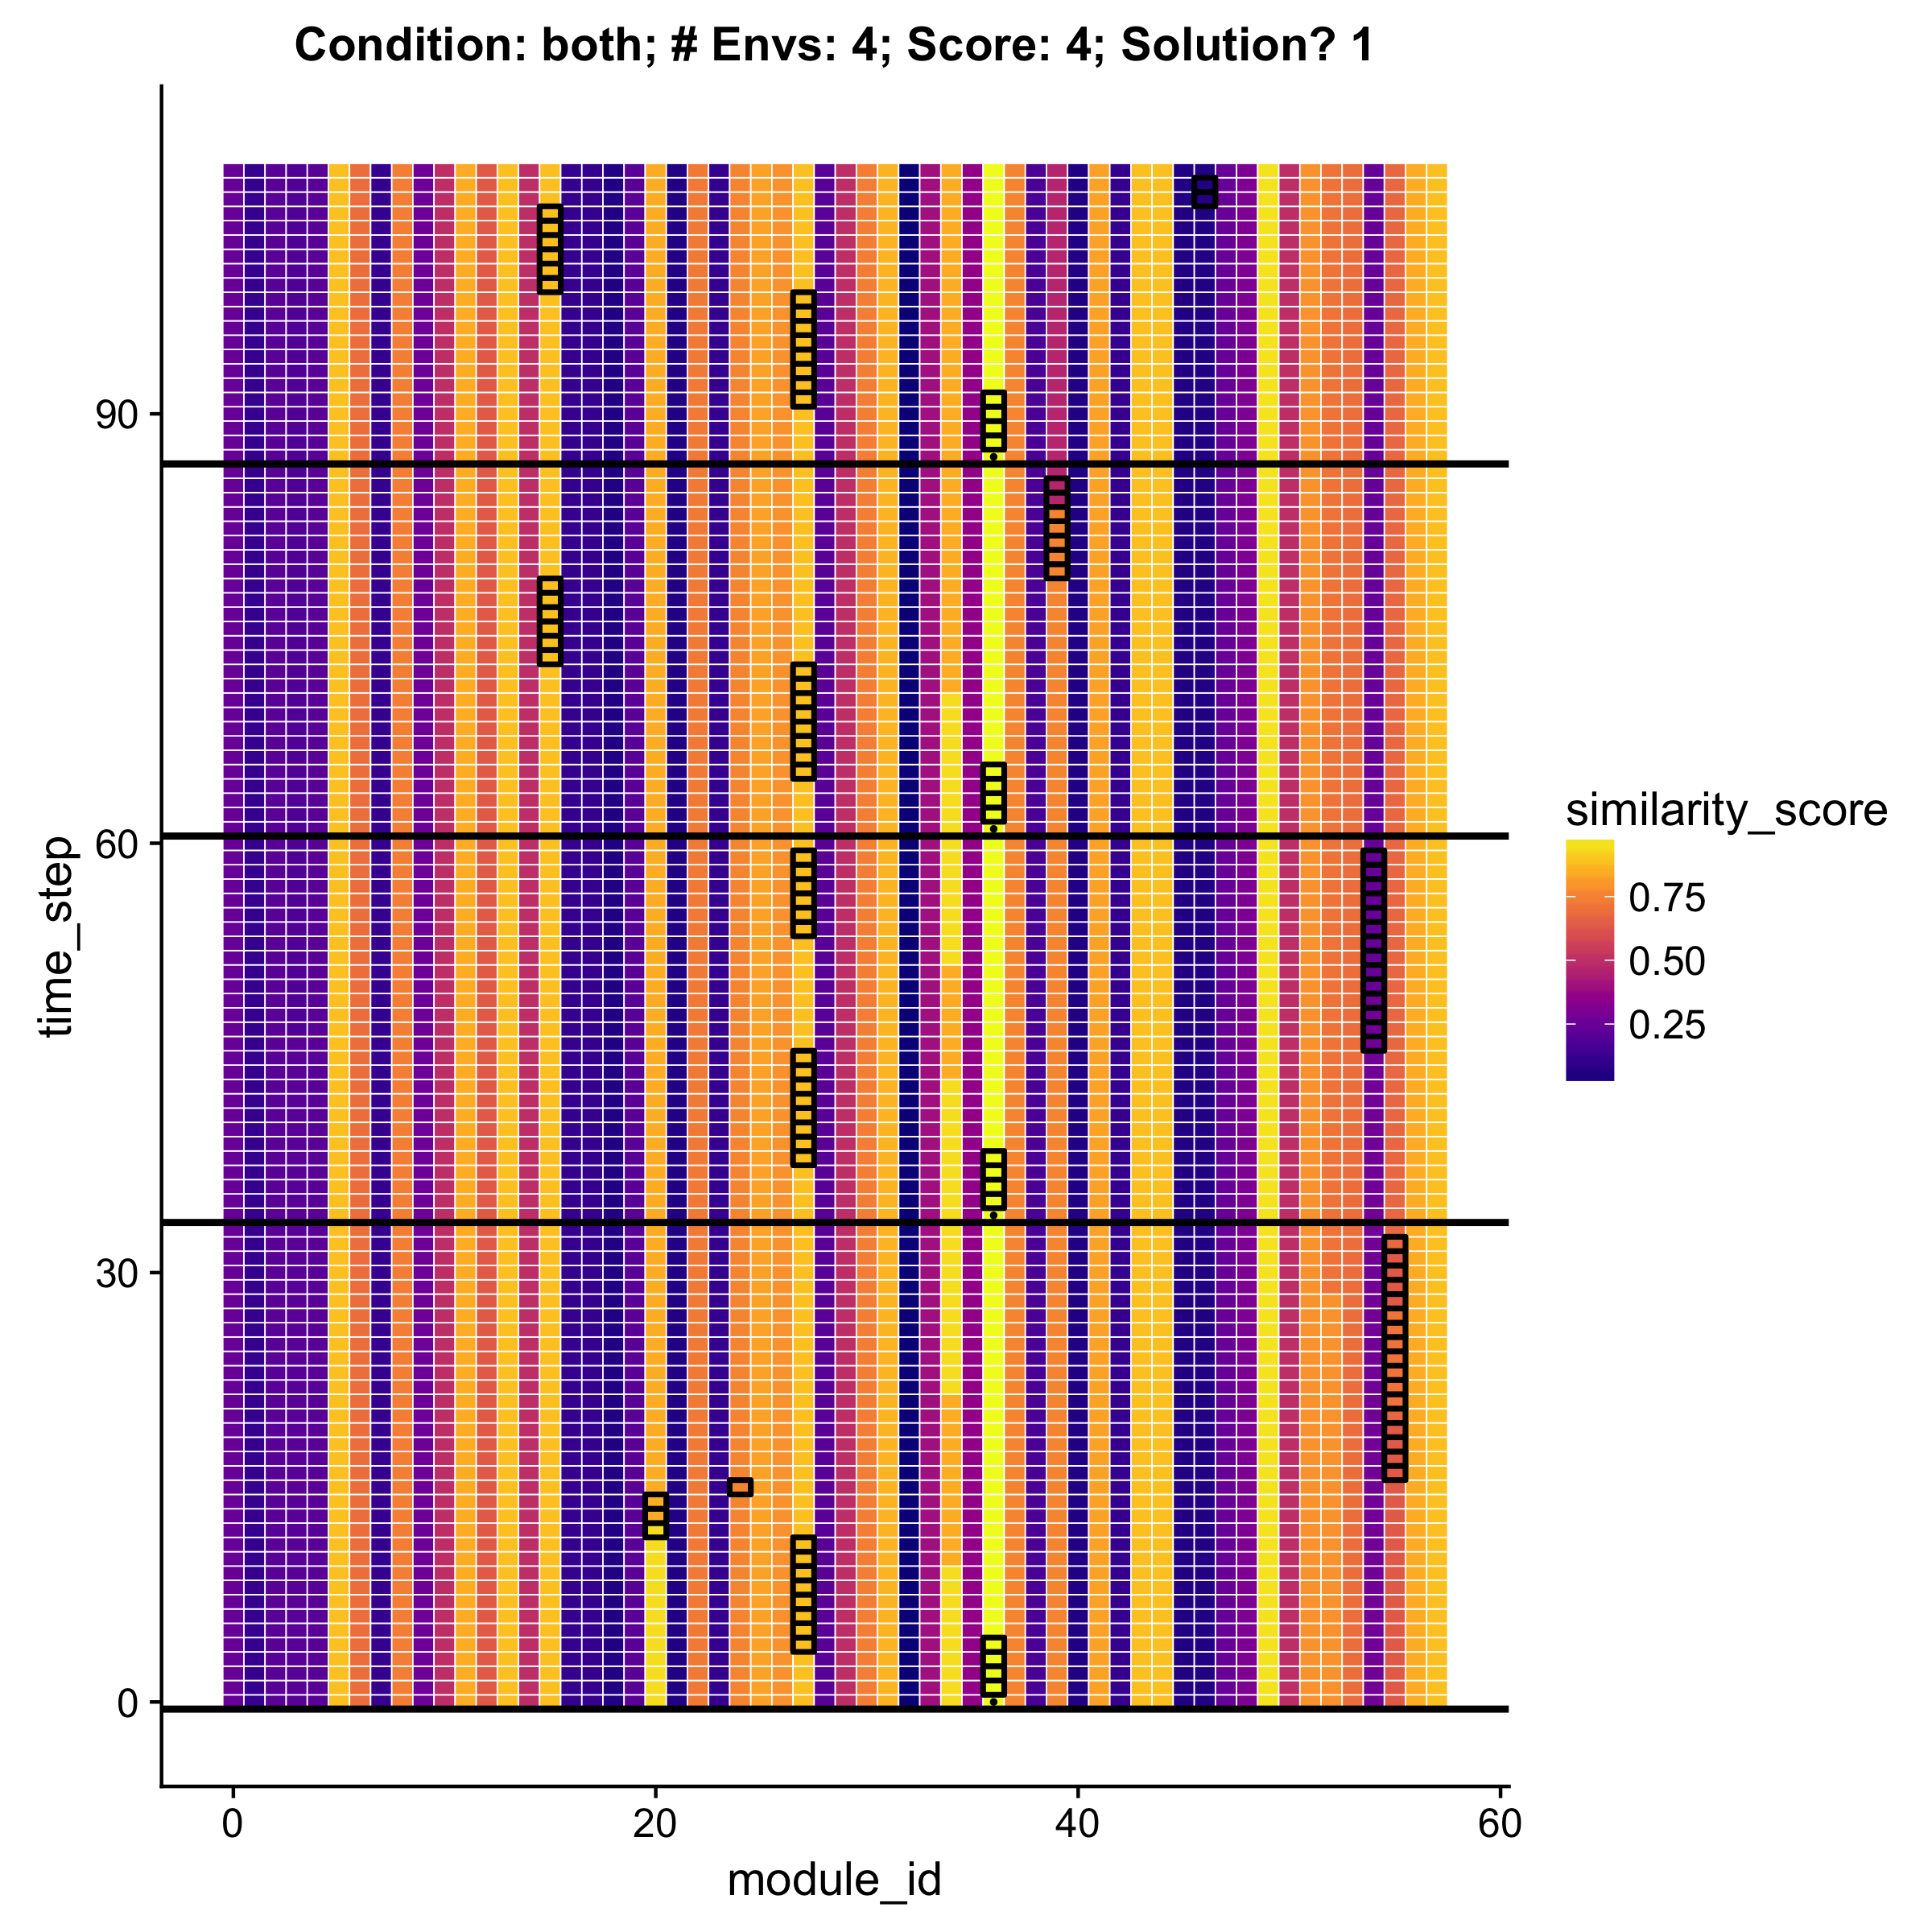 Condition: both; # Envs: 4; Score: 4; Solution? 1
time_step
90
60
30
0
0
20
40
60
module_id
similarity_score
0.75
0.50
0.25